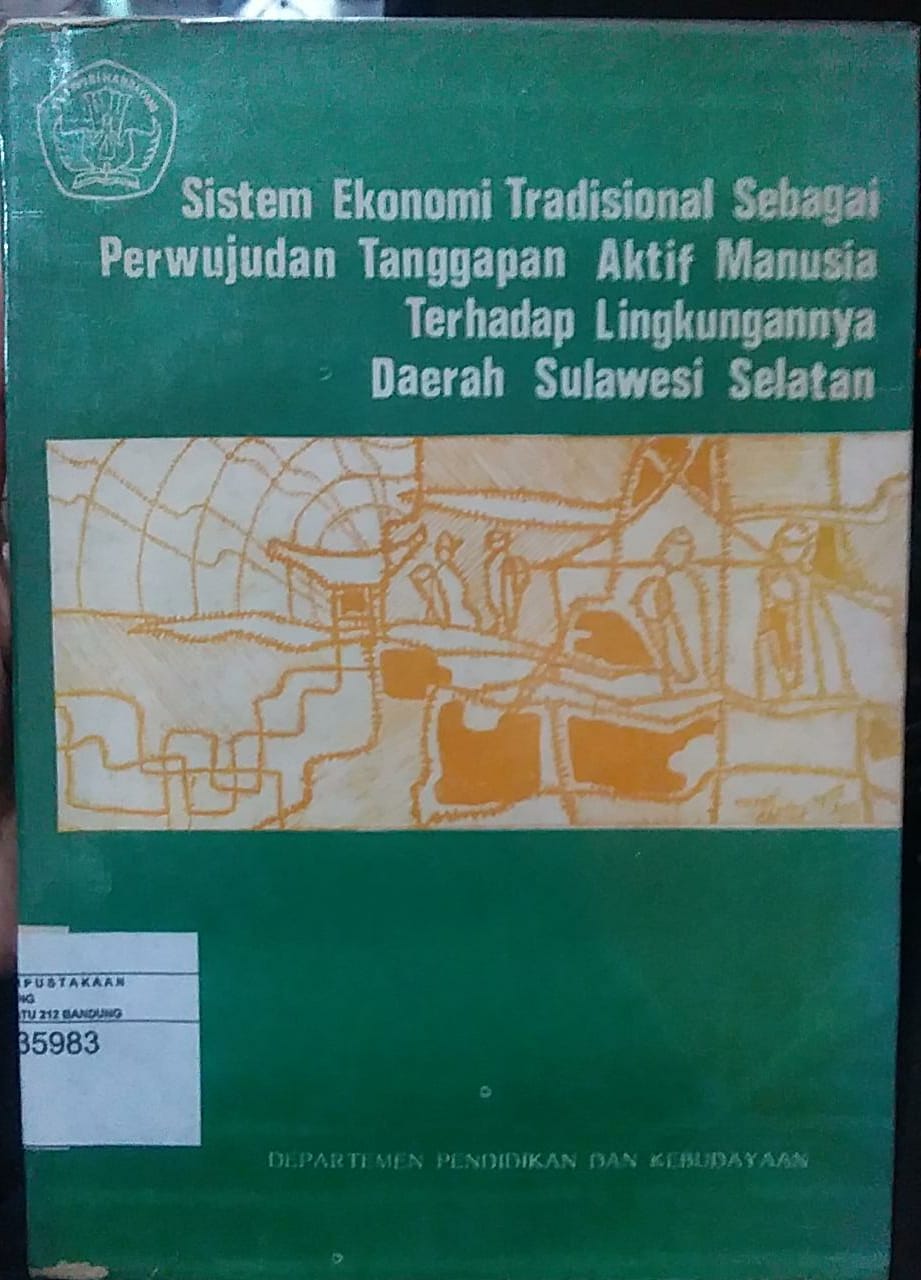 Sistem Ekonomi Tradisional Sebagai
Perwujudan Tanggapan Aktif Manusia
Terhadap Lingkungannya
Daerah Sulawesi Selatan
PUSTAKAAN
NG
TU 212 BANDUNG
35983
DEPARTEMEN PENDIDIKAN DAN KEBUDAYAAN